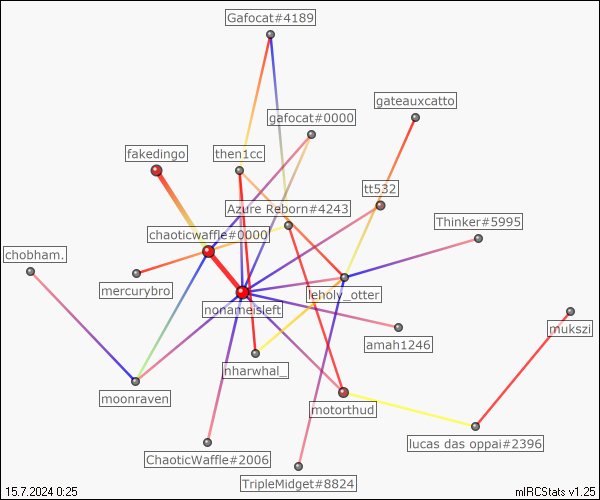 Gafocat#4189
gateauxcatto
gafocat#0000
fakedingo
then1cc
tt532
Azure Reborn#4243
Thinker#5995
chaoticwaffle#0000
chobham.
mercurybro
leholy_otter
nonameisleft
mukszi
amah1246
nharwhal_
moonraven
motorthud
lucas das oppai#2396
ChaoticWaffle#2006
TripleMidget#8824
15.7.2024 0:25
mIRCStats v1.25